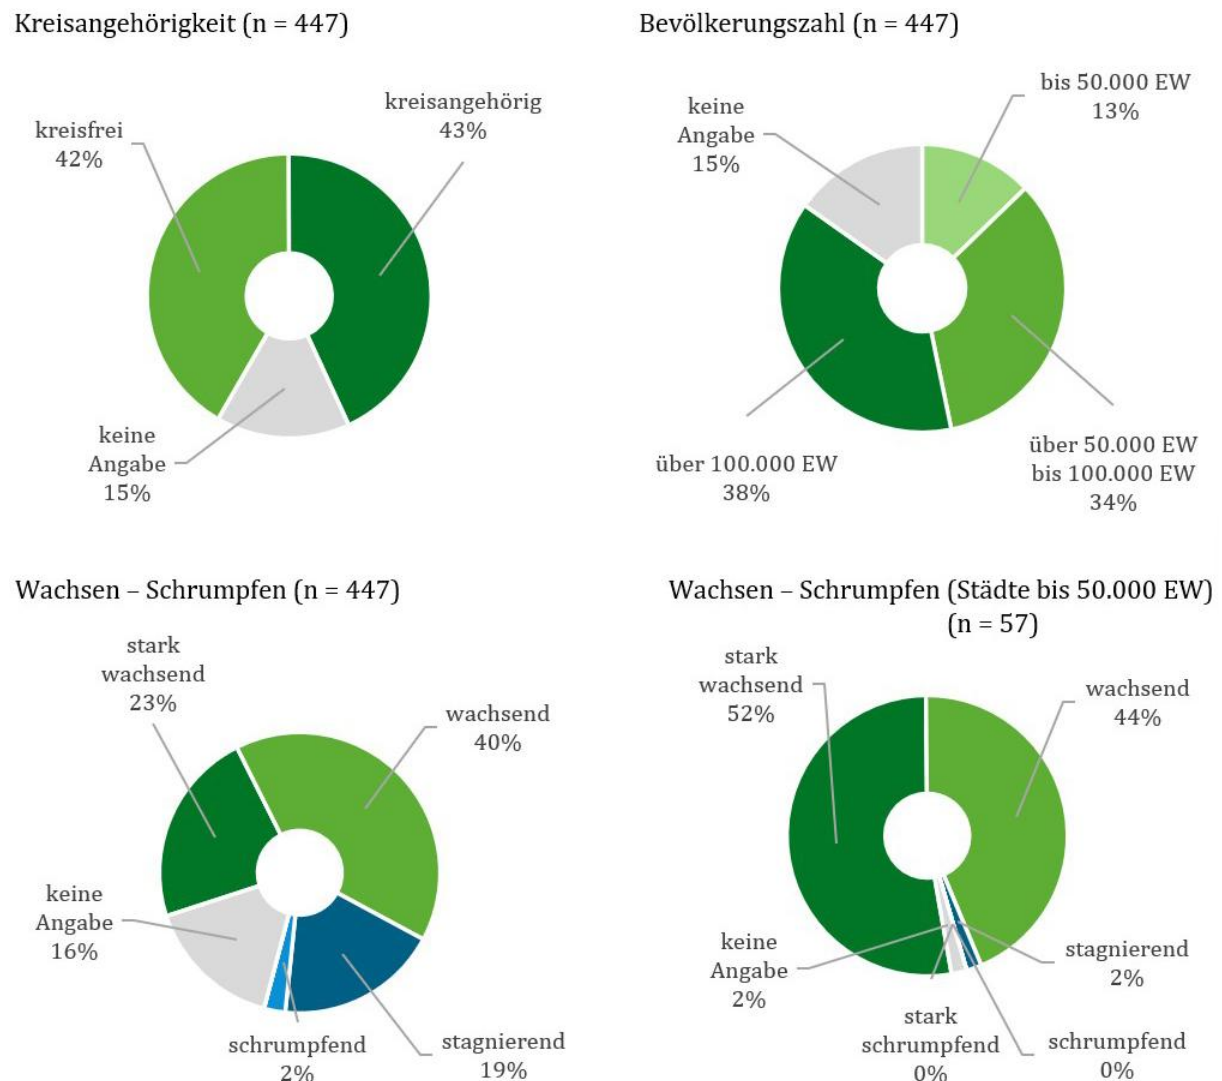 Kreisangehörigkeit (n = 447)
kreisfrei
42%
kreisangehörig
43%
keine
Angabe
15%
Bevölkerungszahl (n = 447)
keine
Angabe
15%
bis 50.000 EW
13%
über 100.000 EW
38%
über 50.000 EW
bis 100.000 EW
34%
Wachsen – Schrumpfen (n = 447)
stark
wachsend
23%
wachsend
40%
keine
Angabe
16%
schrumpfend
2%
stagnierend
19%
Wachsen – Schrumpfen (Städte bis 50.000 EW)
(n = 57)
stark
wachsend
52%
wachsend
44%
keine
Angabe
2%
stagnierend
2%
stark
schrumpfend
0%
schrumpfend
0%